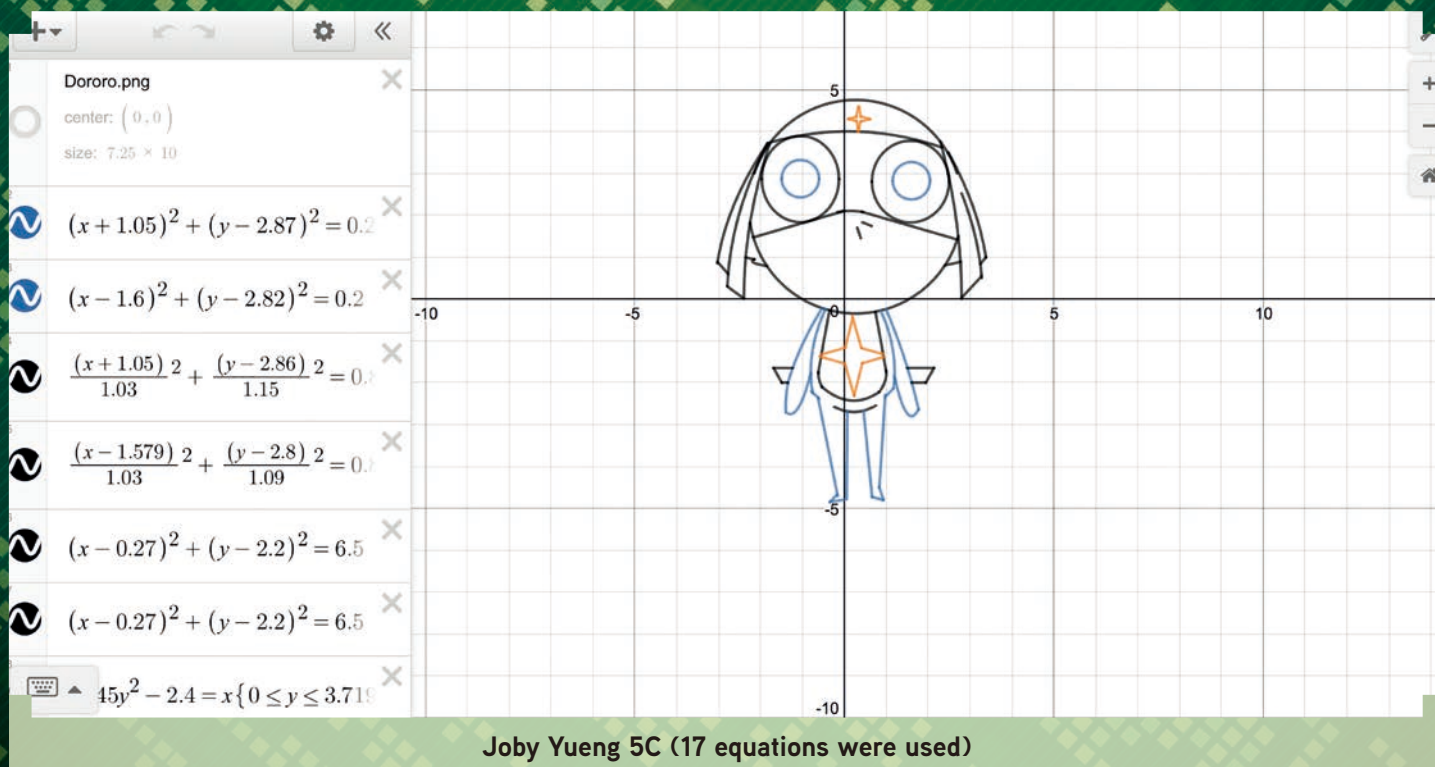 Dororo.png
center: (0,0)
size: 7.25 × 10
(x + 1.05)² + (y − 2.87)² = 0.2
(x − 1.6)² + (y − 2.82)² = 0.2
(x + 1.05)/1.03 2 + (y − 2.86)/1.15 2 = 0.
(x − 1.579)/1.03 2 + (y − 2.8)/1.09 2 = 0.
(x − 0.27)² + (y − 2.2)² = 6.5
(x − 0.27)² + (y − 2.2)² = 6.5
45y² − 2.4 = x{0 ≤ y ≤ 3.719
5
-10 -5 0 5 10
-5
-10
Joby Yueng 5C (17 equations were used)